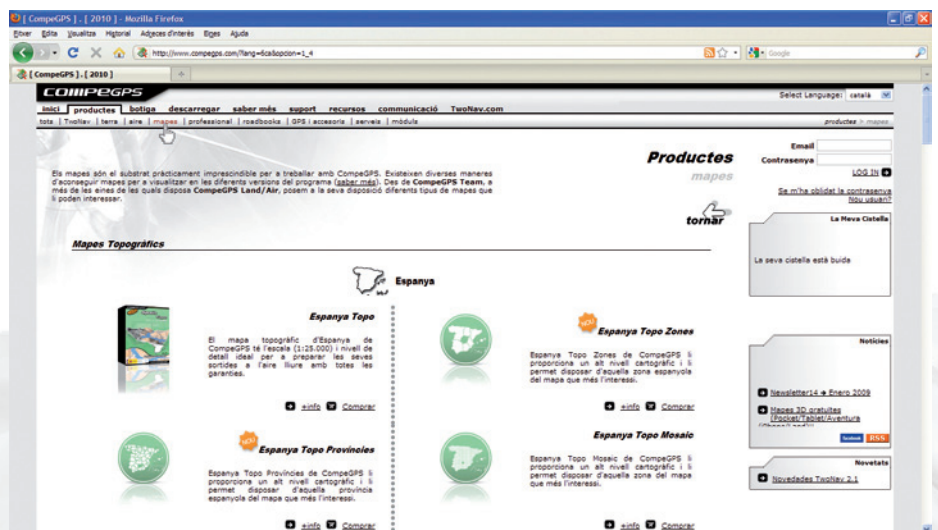 [ CompeGPS ] . [ 2010 ] - Mozilla Firefox
Fitxer Edita Visualitza Historial Adreces d'interès Eines Ajuda
http://www.compegps.com/?lang=6ca&opcion=1_4
Google
[ CompeGPS ] . [ 2010 ]
COMPEGPS
Select Language: català
inici productes botiga descarregar saber més suport recursos communicació TwoNav.com
tots | TwoNav | terra | aire | mapes | professional | roadbooks | GPS i accesoris | serveis | mòduls
productes > mapes
Productes
mapes
Els mapes són el substrat pràcticament imprescindible per a treballar amb CompeGPS. Existeixen diverses maneres
d'aconseguir mapes per a visualitzar en les diferents versions del programa (saber més). Des de CompeGPS Team, a
més de les eines de les quals disposa CompeGPS Land/Air, posem a la seva disposició diferents tipus de mapes que
li poden interessar.
tornar
Email
Contrasenya
LOG IN
Se m'ha oblidat la contrasenya
Nou usuari?
La Meva Cistella
La seva cistella està buida
Mapes Topogràfics
Espanya
Espanya Topo
El mapa topogràfic d'Espanya de
CompeGPS té l'escala (1:25.000) i nivell de
detall ideal per a preparar les seves
sortides a l'aire lliure amb totes les
garanties.
+info Comprar
NOU
Espanya Topo Zones
Espanya Topo Zones de CompeGPS li
proporciona un alt nivell cartogràfic i li
permet disposar d'aquella zona espanyola
del mapa que més l'interessi.
+info Comprar
NOU
Espanya Topo Províncies
Espanya Topo Províncies de CompeGPS li
proporciona un alt nivell cartogràfic i li
permet disposar d'aquella província
espanyola del mapa que més l'interessi.
+info Comprar
Espanya Topo Mosaic
Espanya Topo Mosaic de CompeGPS li
proporciona un alt nivell cartogràfic i li
permet disposar d'aquella zona del mapa
que més l'interessi.
+info Comprar
Notícies
Newsletter14 → Enero 2009
Mapas 3D gratuites
(Pocket/Tablet/Aventura
facebook RSS
Novetats
Novedades TwoNav 2.1